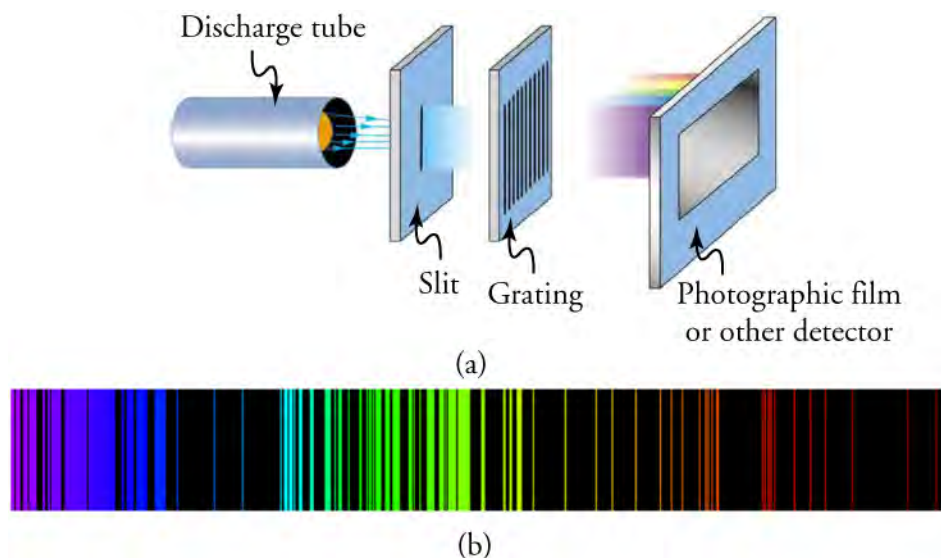 Discharge tube
Slit
Grating
Photographic film
or other detector
(a)
(b)